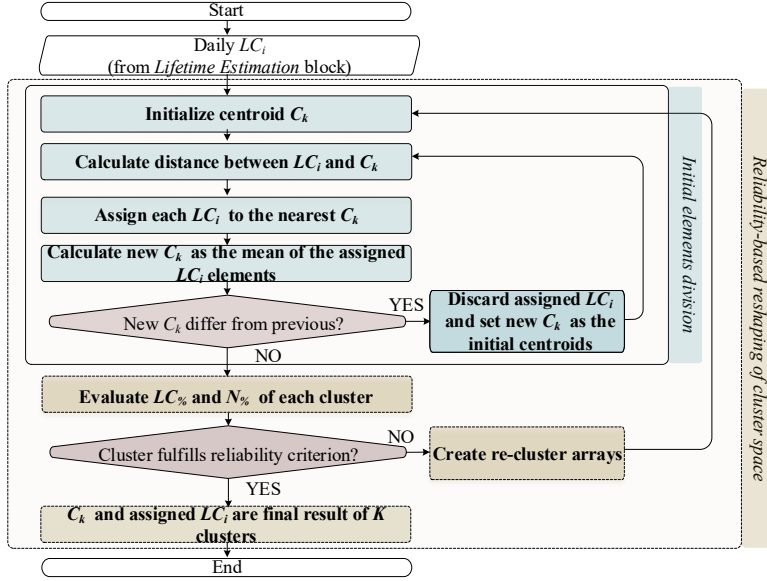 Start
Daily LCi
(from Lifetime Estimation block)
Initialize centroid Ck
Calculate distance between LCi and Ck
Assign each LCi to the nearest Ck
Calculate new Ck as the mean of the assigned
LCi elements
New Ck differ from previous?
YES
Discard assigned LCi
and set new Ck as the
initial centroids
NO
Initial elements division
Evaluate LC% and N% of each cluster
Cluster fulfills reliability criterion?
NO
Create re-cluster arrays
YES
Ck and assigned LCi are final result of K
clusters
Reliability-based reshaping of cluster space
End